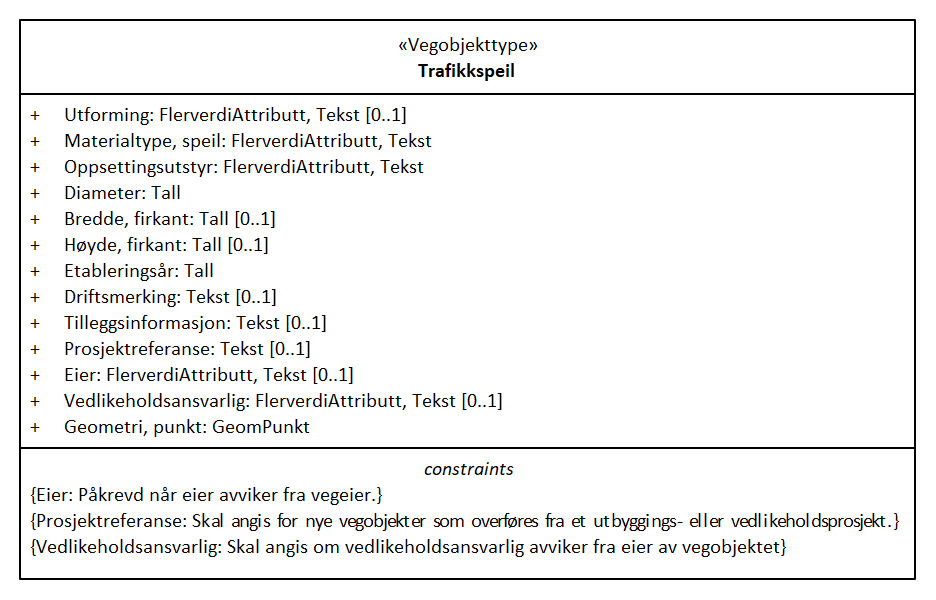 «Vegobjekttype»
Trafikkspeil
+ Utforming: FlerverdiAttributt, Tekst [0..1]
+ Materialtype, speil: FlerverdiAttributt, Tekst
+ Oppsettingsutstyr: FlerverdiAttributt, Tekst
+ Diameter: Tall
+ Bredde, firkant: Tall [0..1]
+ Høyde, firkant: Tall [0..1]
+ Etableringsår: Tall
+ Driftsmerking: Tekst [0..1]
+ Tilleggsinformasjon: Tekst [0..1]
+ Prosjektreferanse: Tekst [0..1]
+ Eier: FlerverdiAttributt, Tekst [0..1]
+ Vedlikeholdsansvarlig: FlerverdiAttributt, Tekst [0..1]
+ Geometri, punkt: GeomPunkt
constraints
{Eier: Påkrevd når eier avviker fra vegeier.}
{Prosjektreferanse: Skal angis for nye vegobjekter som overføres fra et utbyggings- eller vedlikeholdsprosjekt.}
{Vedlikeholdsansvarlig: Skal angis om vedlikeholdsansvarlig avviker fra eier av vegobjektet}